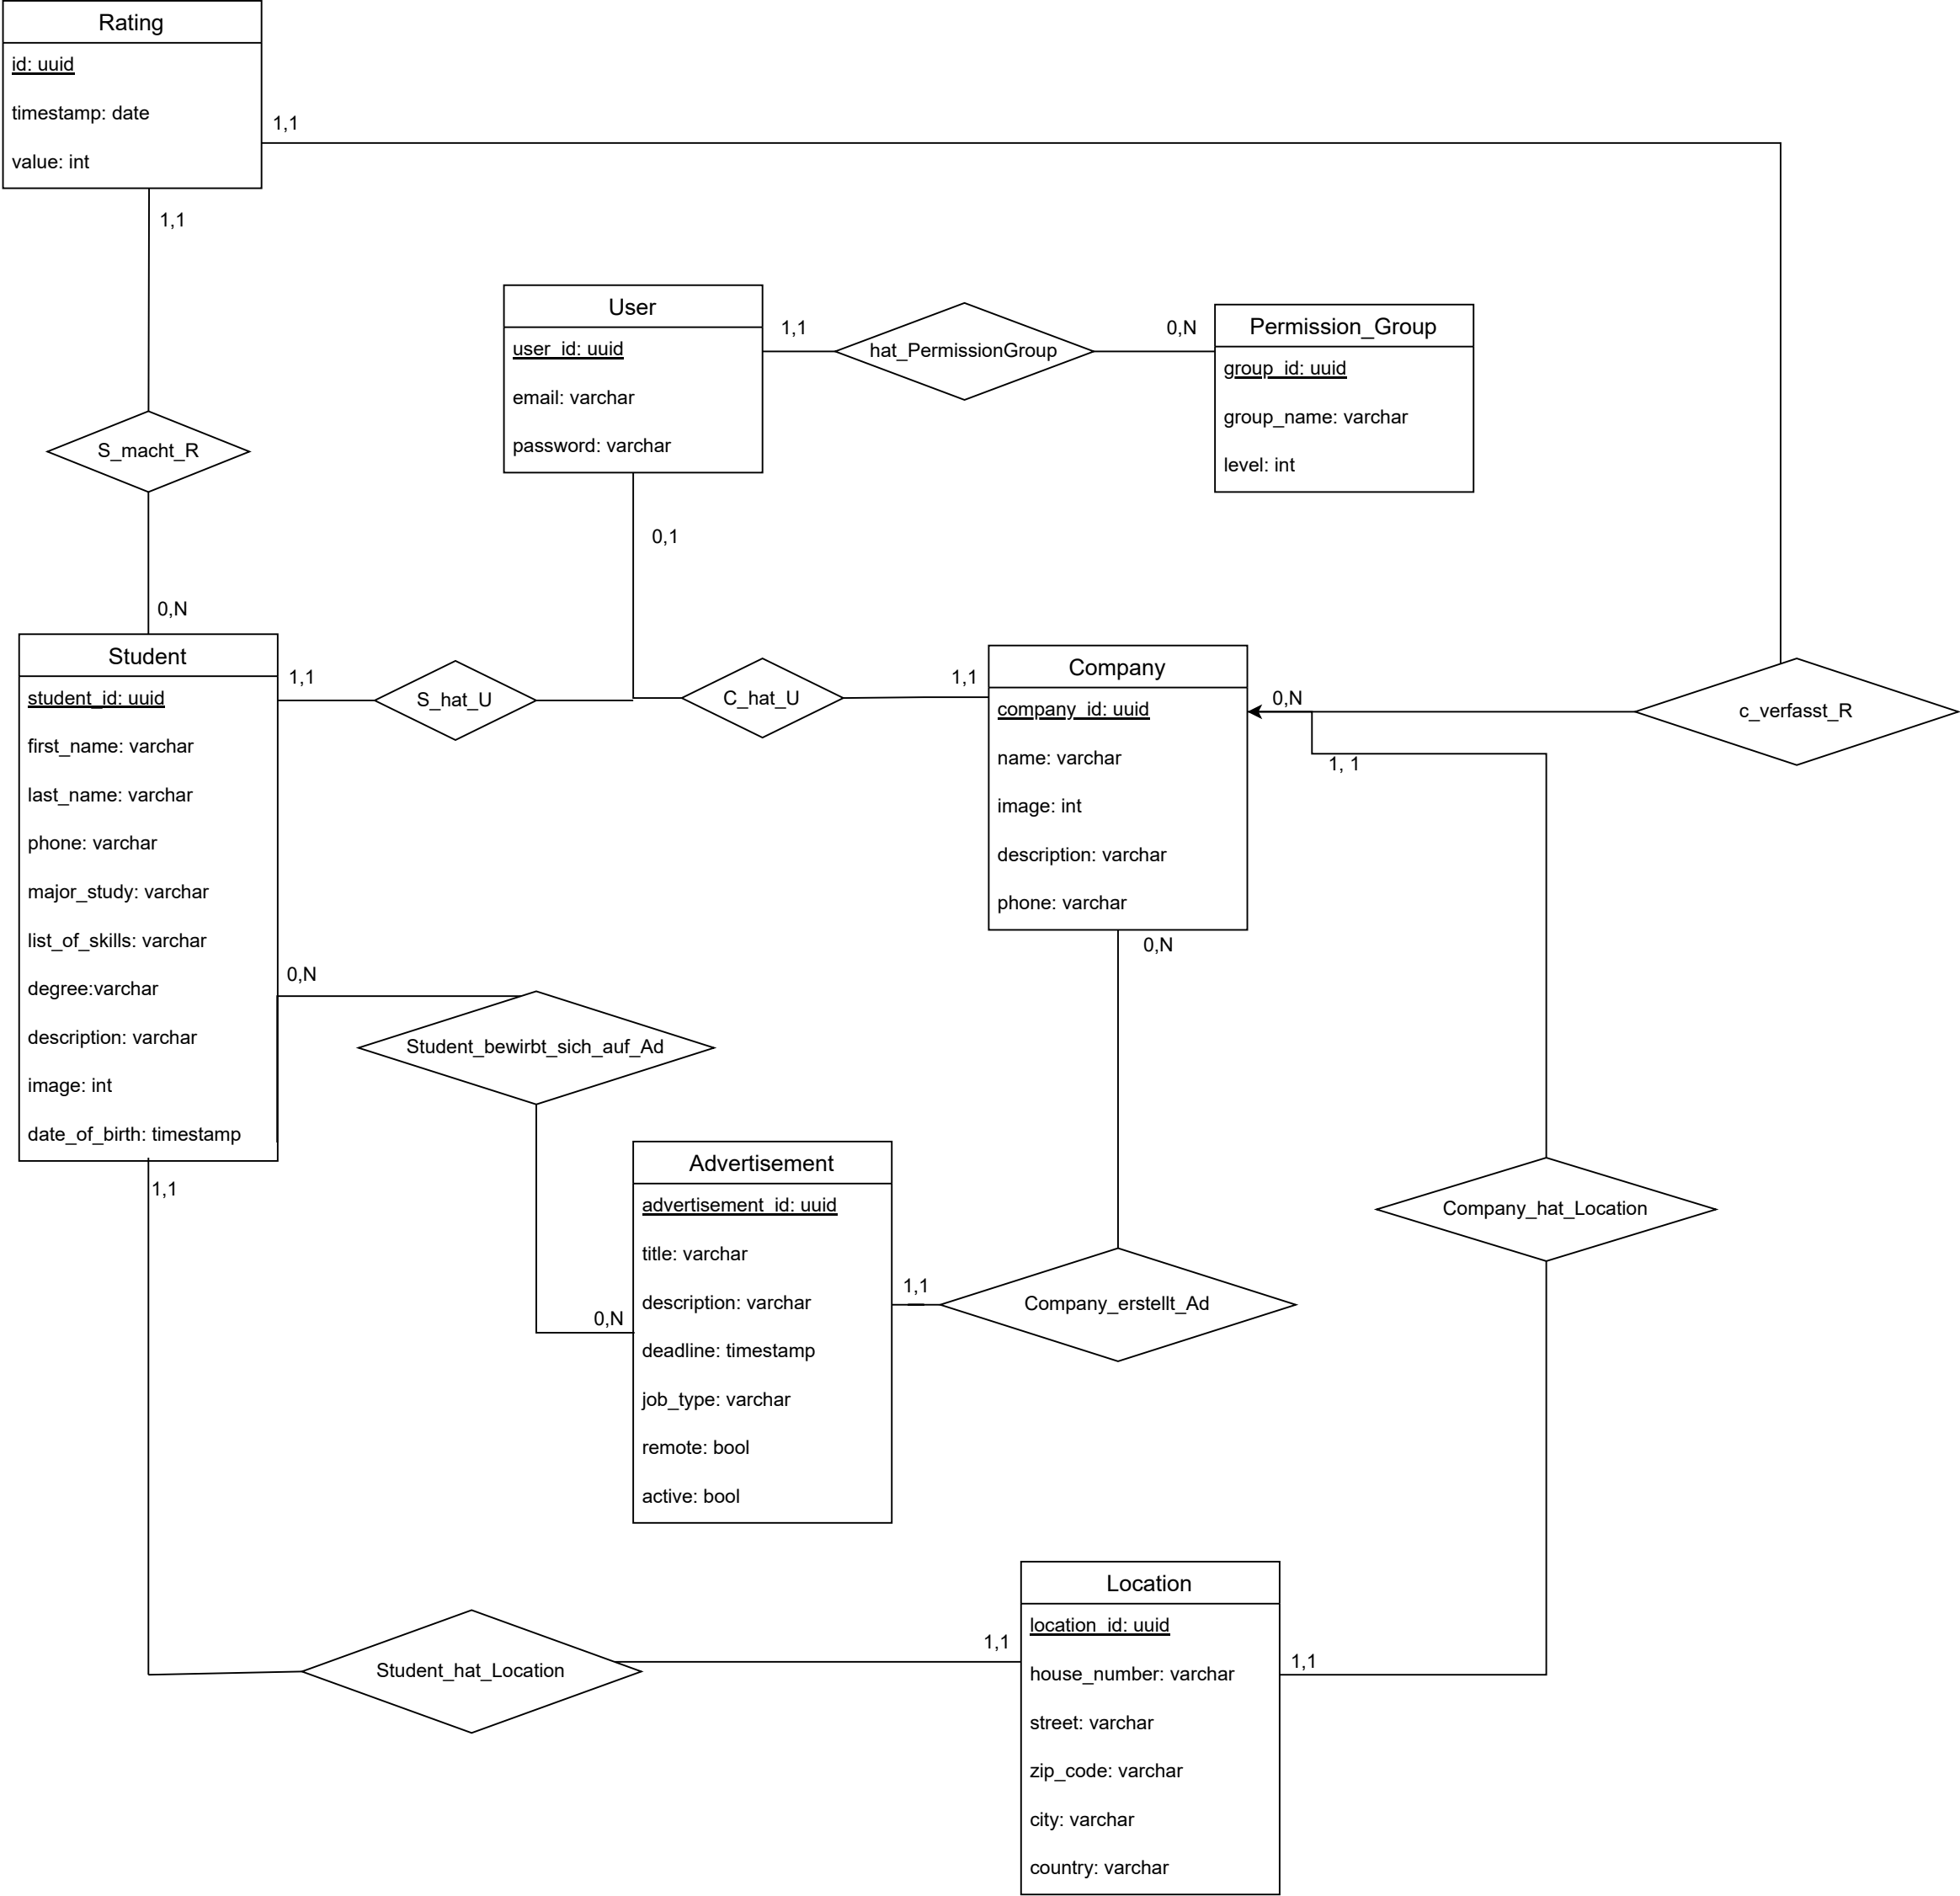 Rating
id: uuid
timestamp: date
value: int
1,1
1,1
S_macht_R
0,N
User
user_id: uuid
email: varchar
password: varchar
1,1
hat_PermissionGroup
0,N
Permission_Group
group_id: uuid
group_name: varchar
level: int
0,1
Student
student_id: uuid
first_name: varchar
last_name: varchar
phone: varchar
major_study: varchar
list_of_skills: varchar
degree:varchar
description: varchar
image: int
date_of_birth: timestamp
1,1
S_hat_U
C_hat_U
1,1
Company
company_id: uuid
name: varchar
image: int
description: varchar
phone: varchar
0,N
c_verfasst_R
1, 1
0,N
0,N
Student_bewirbt_sich_auf_Ad
0,N
Advertisement
advertisement_id: uuid
title: varchar
description: varchar
deadline: timestamp
job_type: varchar
remote: bool
active: bool
1,1
Company_erstellt_Ad
Company_hat_Location
1,1
Student_hat_Location
1,1
Location
location_id: uuid
house_number: varchar
street: varchar
zip_code: varchar
city: varchar
country: varchar
1,1